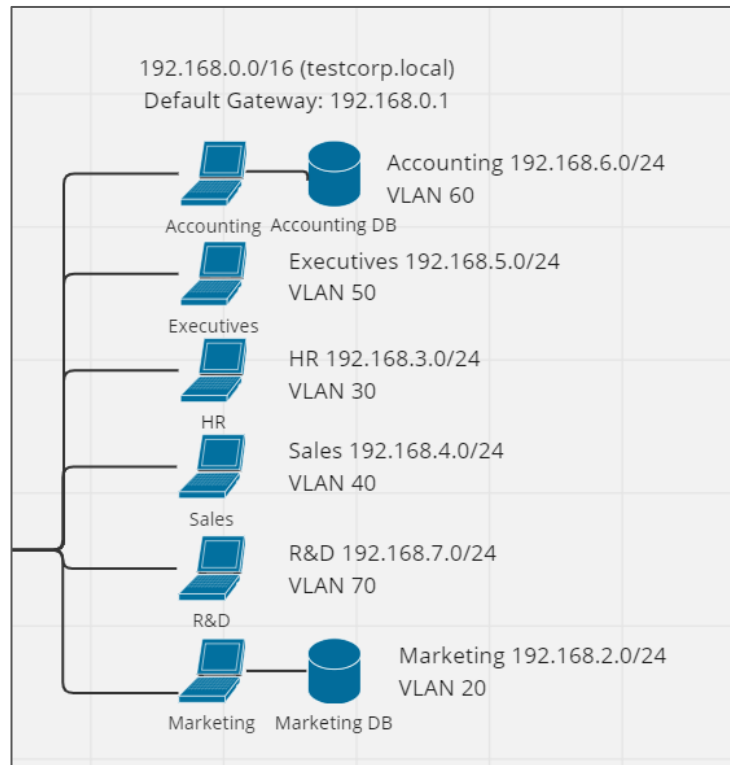 192.168.0.0/16 (testcorp.local)
Default Gateway: 192.168.0.1
Accounting 192.168.6.0/24
VLAN 60
Accounting
Accounting DB
Executives 192.168.5.0/24
VLAN 50
Executives
HR 192.168.3.0/24
VLAN 30
HR
Sales 192.168.4.0/24
VLAN 40
Sales
R&D 192.168.7.0/24
VLAN 70
R&D
Marketing 192.168.2.0/24
VLAN 20
Marketing
Marketing DB